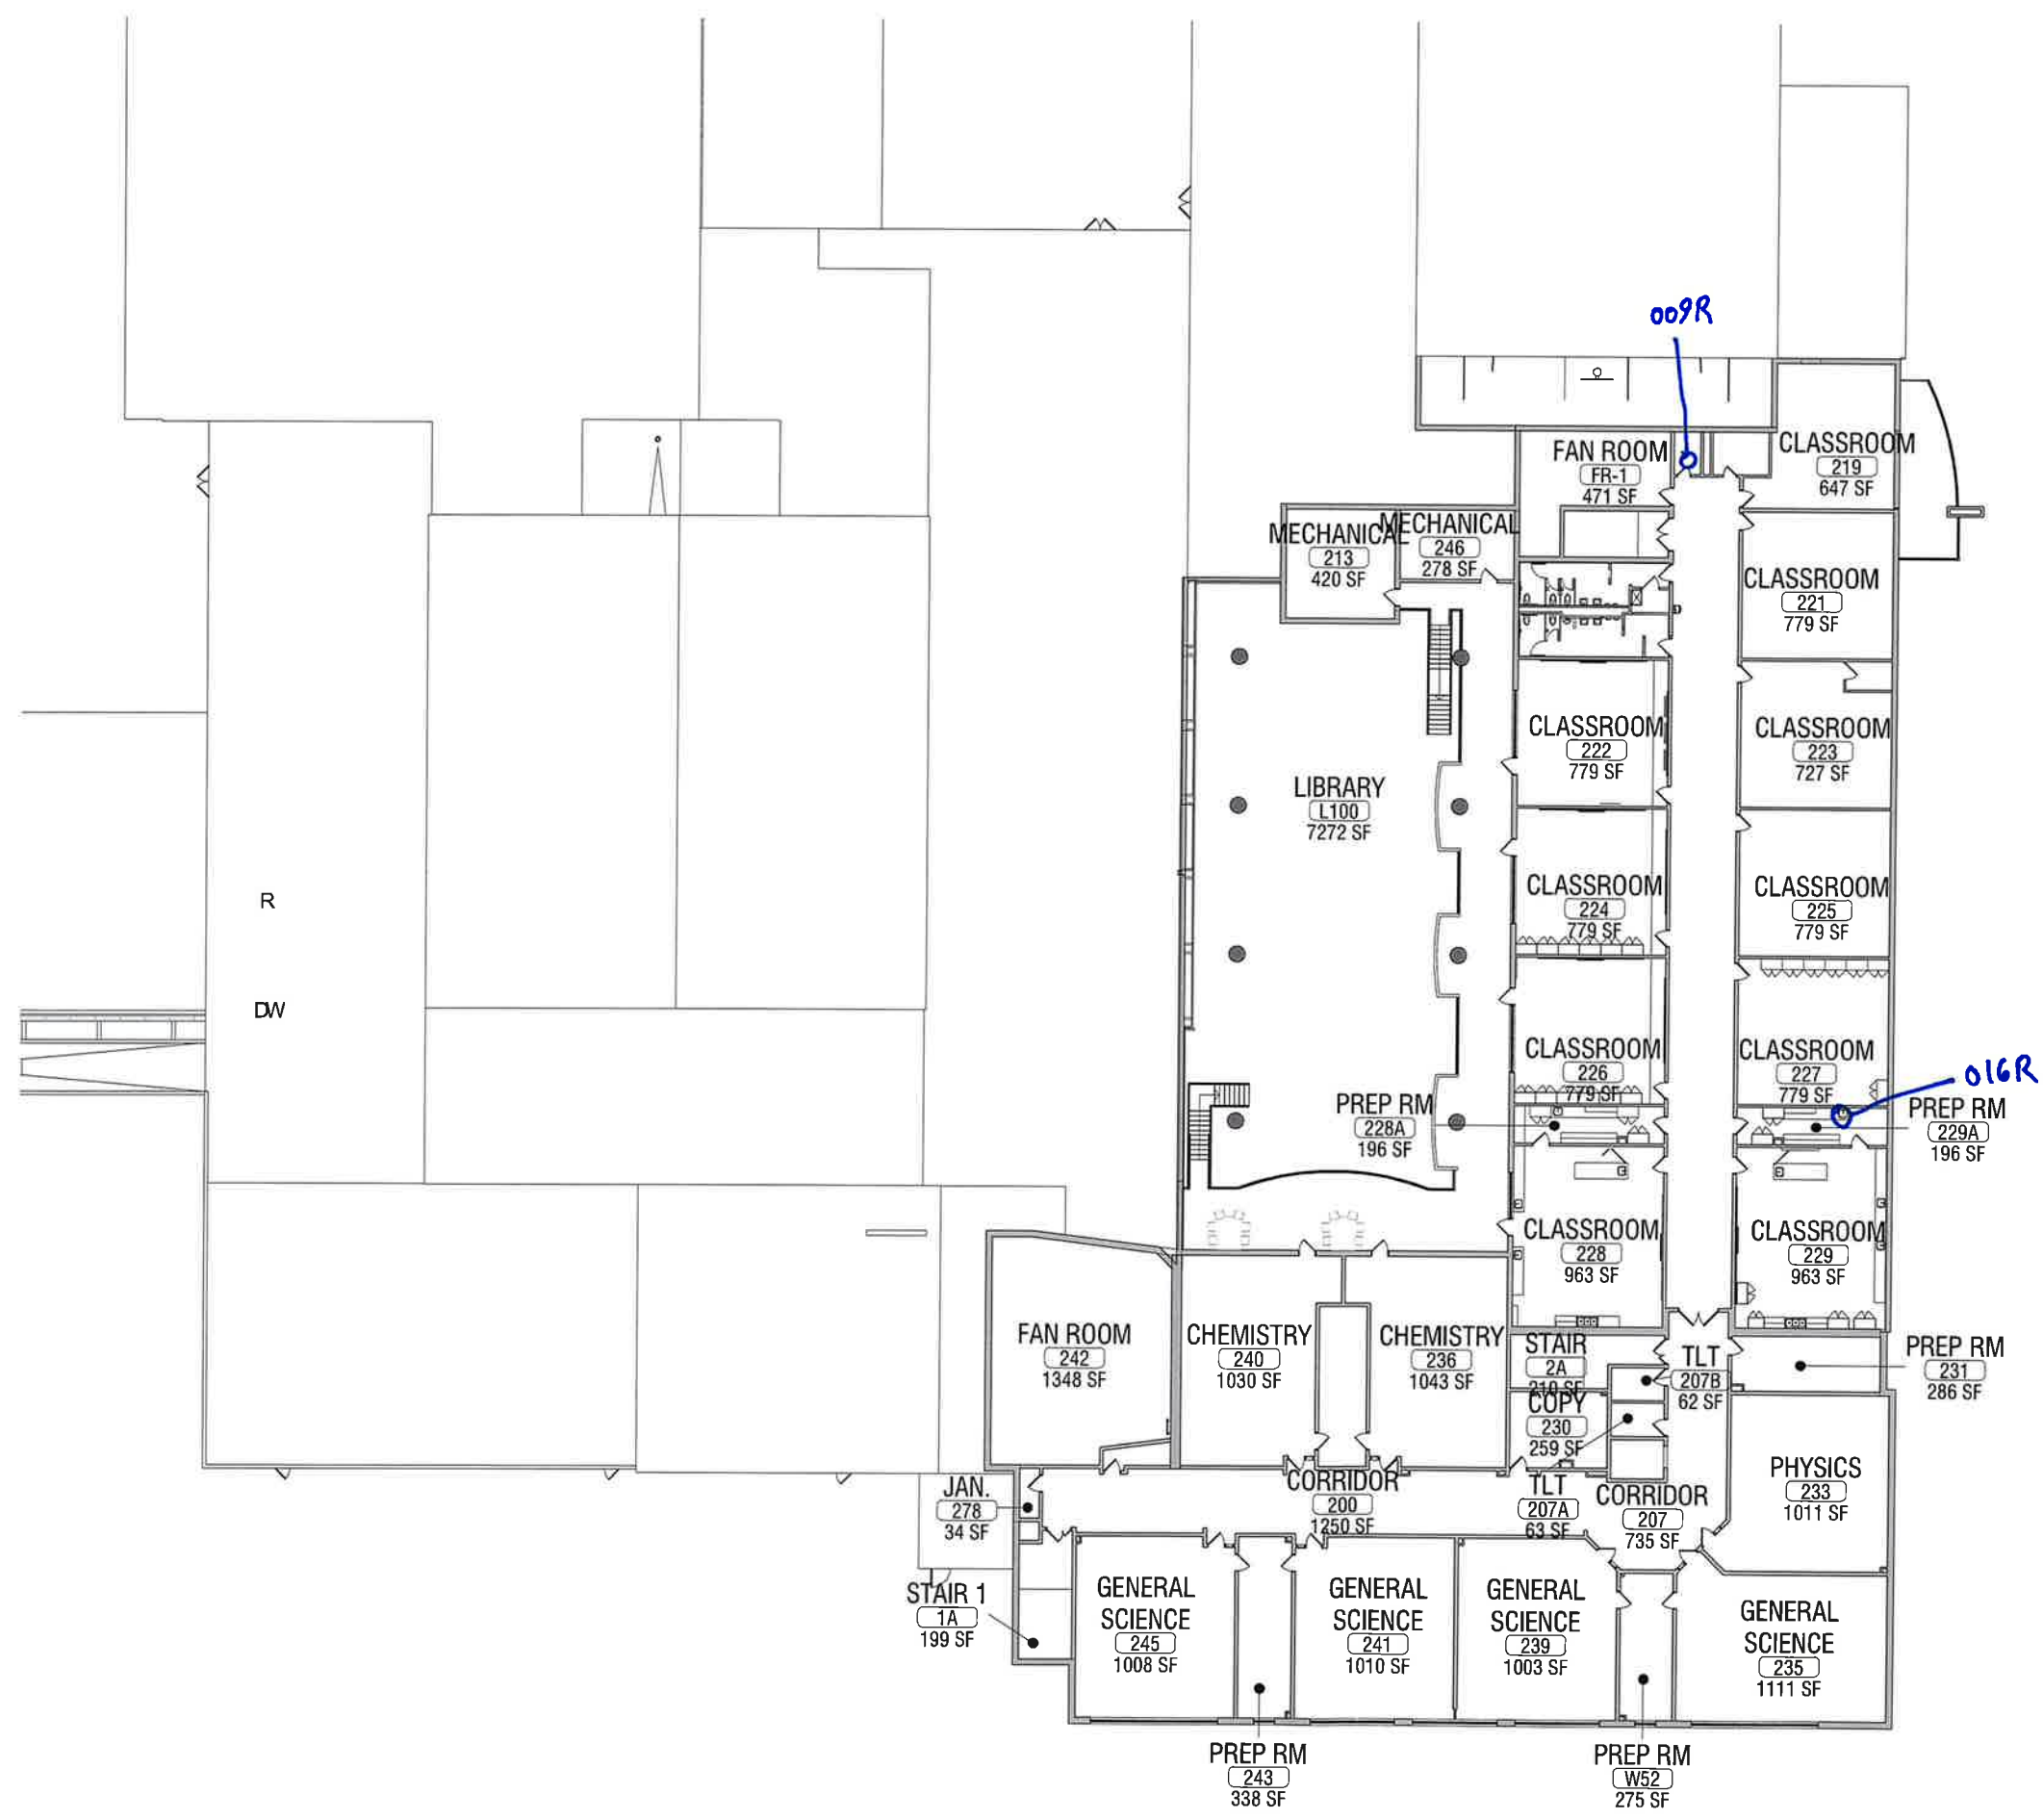 009R
FAN ROOM
FR-1
471 SF
CLASSROOM
219
647 SF
MECHANICAL
213
420 SF
MECHANICAL
246
278 SF
CLASSROOM
221
779 SF
CLASSROOM
222
779 SF
CLASSROOM
223
727 SF
LIBRARY
L100
7272 SF
CLASSROOM
224
779 SF
CLASSROOM
225
779 SF
R
DW
CLASSROOM
226
779 SF
CLASSROOM
227
779 SF
016R
PREP RM
228A
196 SF
PREP RM
229A
196 SF
CLASSROOM
228
963 SF
CLASSROOM
229
963 SF
FAN ROOM
242
1348 SF
CHEMISTRY
240
1030 SF
CHEMISTRY
236
1043 SF
STAIR
2A
210 SF
TLT
207B
62 SF
PREP RM
231
286 SF
COPY
230
259 SF
JAN.
278
34 SF
CORRIDOR
200
1250 SF
TLT
207A
63 SF
CORRIDOR
207
735 SF
PHYSICS
233
1011 SF
STAIR 1
1A
199 SF
GENERAL
SCIENCE
245
1008 SF
GENERAL
SCIENCE
241
1010 SF
GENERAL
SCIENCE
239
1003 SF
GENERAL
SCIENCE
235
1111 SF
PREP RM
243
338 SF
PREP RM
W52
275 SF